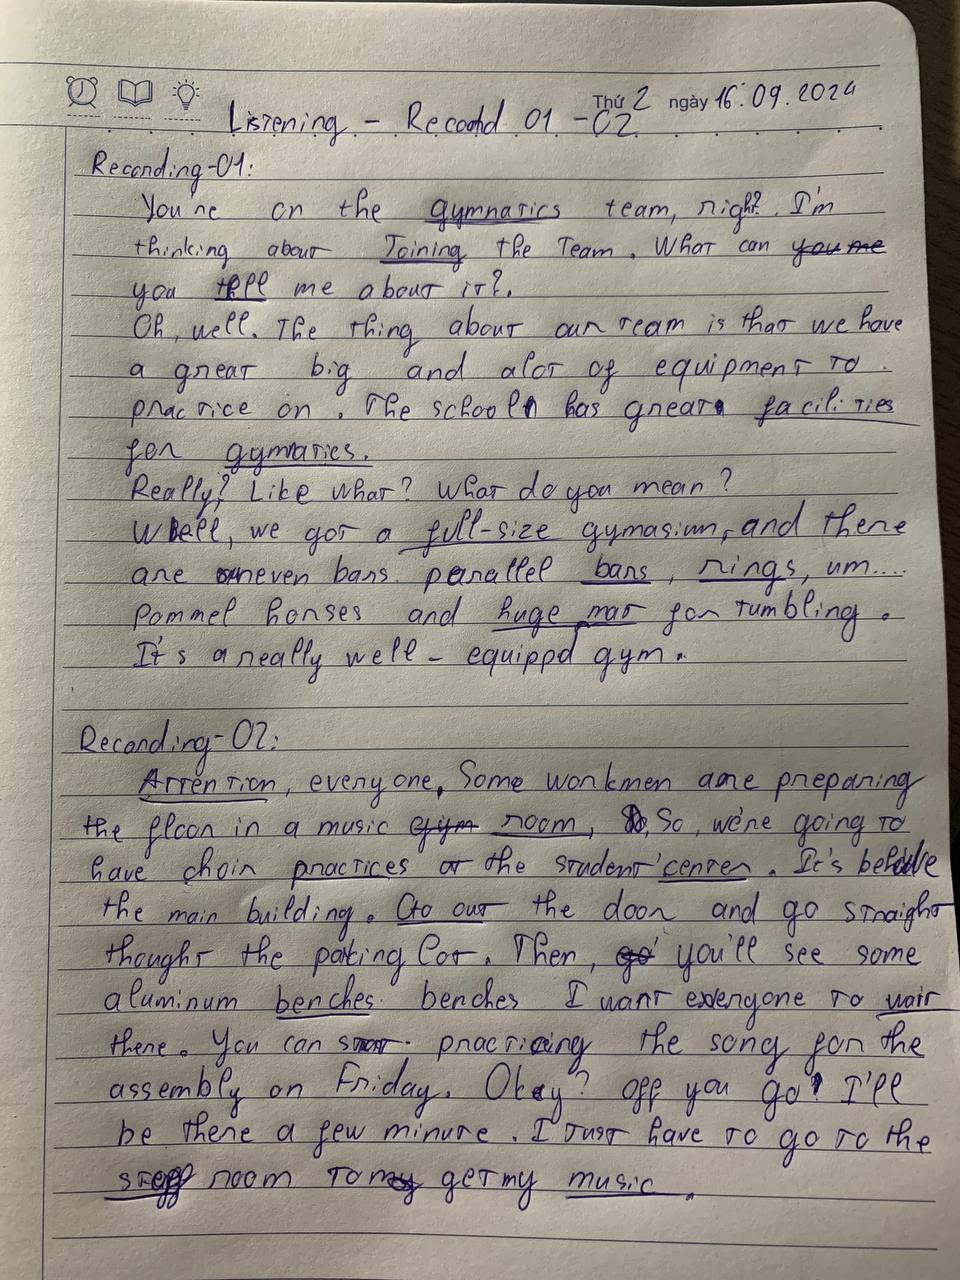 Thứ 2 ngày 16.09.2024
Listening - Record 01 - 02
Recording-01:
You're on the gymnatics team, right? I'm
thinking about Joining the Team. What can you me
you tell me about it?.
Oh, well. The thing about our team is that we have
a great big and alot of equipment to
practice on. The school has great facilities
for gymnatics.
Really? Like what? What do you mean?
Well, we got a full-size gymasium, and there
are uneven bars. parallel bars, rings, um....
Pommel horses and huge mat for tumbling.
It's a really well - equippd gym.
Recording-02:
Attention, everyone, Some workmen are preparing
the floor in a music gym room, So, we're going to
have choir practices at the student center. It's behide
the main building. Go out the door and go straight
thought the paking lot. Then, go you'll see some
aluminum benches benches I want everyone to wait
there. You can start practicing the song for the
assembly on Friday. Okay? Off you go! I'll
be there a few minute. I Just have to go to the
staff room to my get my music.